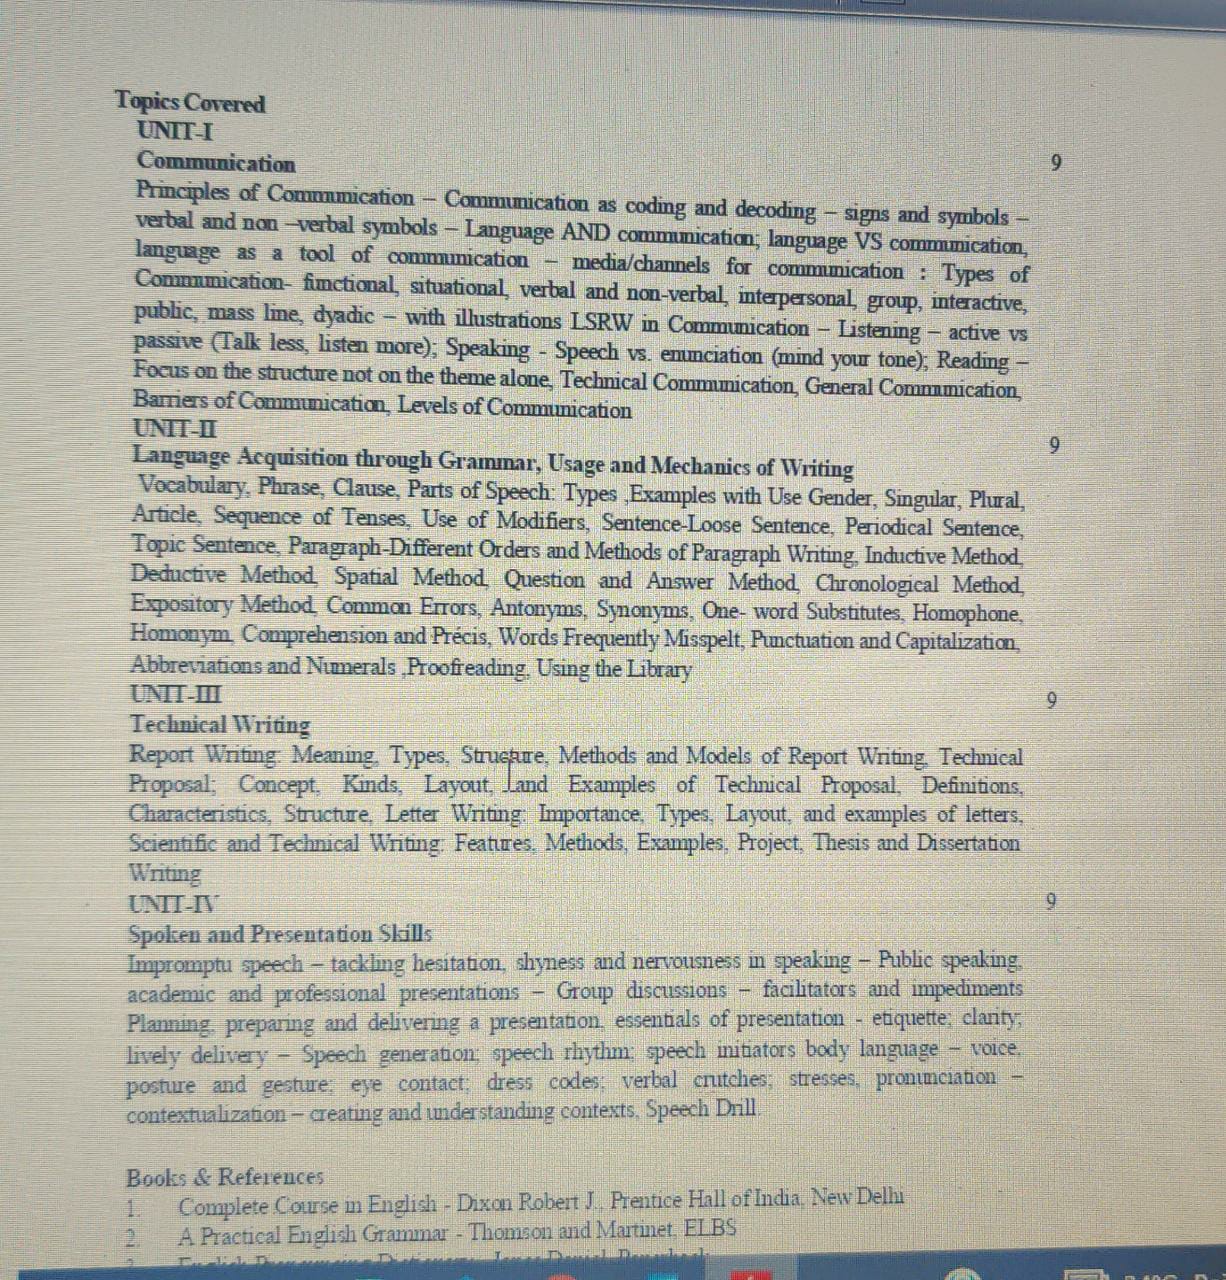 Topics Covered
UNIT-I
Communication 9
Principles of Communication – Communication as coding and decoding – signs and symbols –
verbal and non –verbal symbols – Language AND communication; language VS communication,
language as a tool of communication – media/channels for communication : Types of
Communication- functional, situational, verbal and non-verbal, interpersonal, group, interactive,
public, mass line, dyadic – with illustrations LSRW in Communication – Listening – active vs
passive (Talk less, listen more); Speaking - Speech vs. enunciation (mind your tone); Reading –
Focus on the structure not on the theme alone, Technical Communication, General Communication,
Barriers of Communication, Levels of Communication
UNIT-II 9
Language Acquisition through Grammar, Usage and Mechanics of Writing
Vocabulary, Phrase, Clause, Parts of Speech: Types ,Examples with Use Gender, Singular, Plural,
Article, Sequence of Tenses, Use of Modifiers, Sentence-Loose Sentence, Periodical Sentence,
Topic Sentence, Paragraph-Different Orders and Methods of Paragraph Writing, Inductive Method,
Deductive Method, Spatial Method, Question and Answer Method, Chronological Method,
Expository Method, Common Errors, Antonyms, Synonyms, One- word Substitutes, Homophone,
Homonym, Comprehension and Précis, Words Frequently Misspelt, Punctuation and Capitalization,
Abbreviations and Numerals ,Proofreading, Using the Library
UNIT-III 9
Technical Writing
Report Writing: Meaning, Types, Structure, Methods and Models of Report Writing, Technical
Proposal; Concept, Kinds, Layout, and Examples of Technical Proposal, Definitions,
Characteristics, Structure, Letter Writing: Importance, Types, Layout, and examples of letters,
Scientific and Technical Writing: Features, Methods, Examples, Project, Thesis and Dissertation
Writing
UNIT-IV 9
Spoken and Presentation Skills
Impromptu speech – tackling hesitation, shyness and nervousness in speaking – Public speaking,
academic and professional presentations – Group discussions – facilitators and impediments
Planning, preparing and delivering a presentation, essentials of presentation - etiquette; clarity;
lively delivery – Speech generation; speech rhythm; speech initiators body language – voice,
posture and gesture; eye contact; dress codes; verbal crutches; stresses, pronunciation –
contextualization – creating and understanding contexts, Speech Drill.
Books & References
1. Complete Course in English - Dixon Robert J., Prentice Hall of India, New Delhi
2. A Practical English Grammar - Thomson and Martinet, ELBS